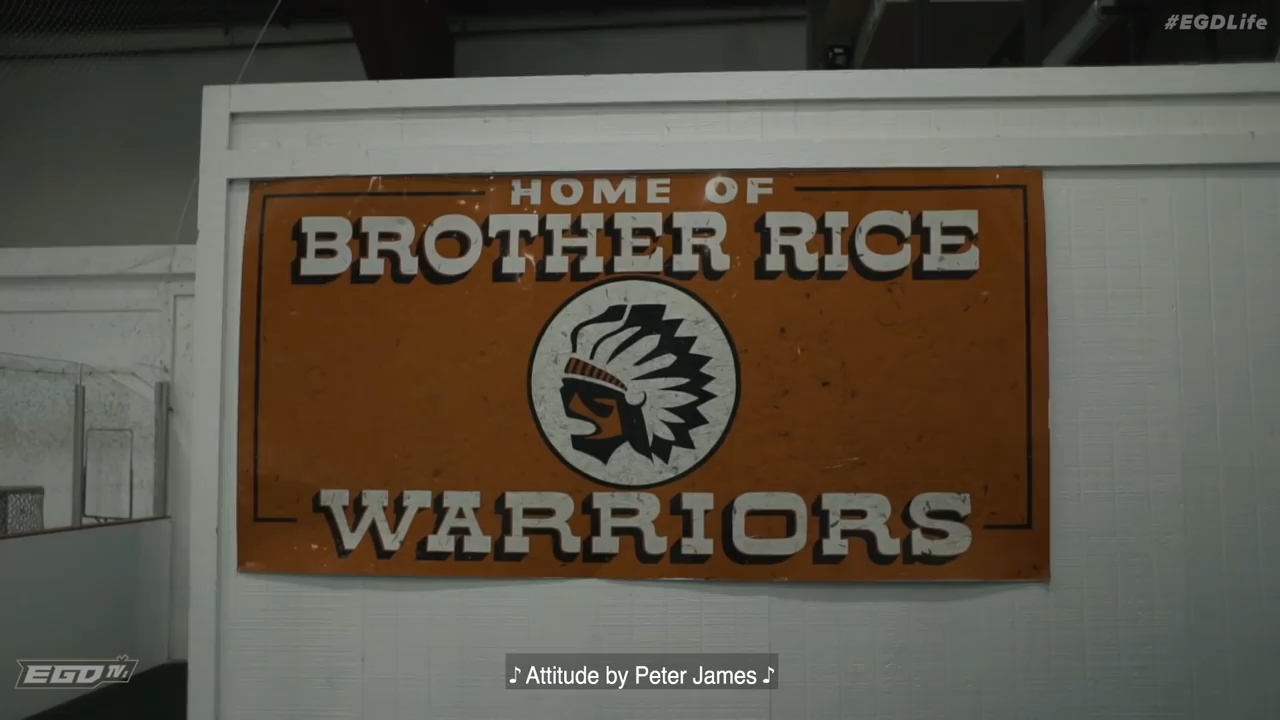 #EGDLife
HOME OF
BROTHER RICE
WARRIORS
♪ Attitude by Peter James ♪
EGD TV